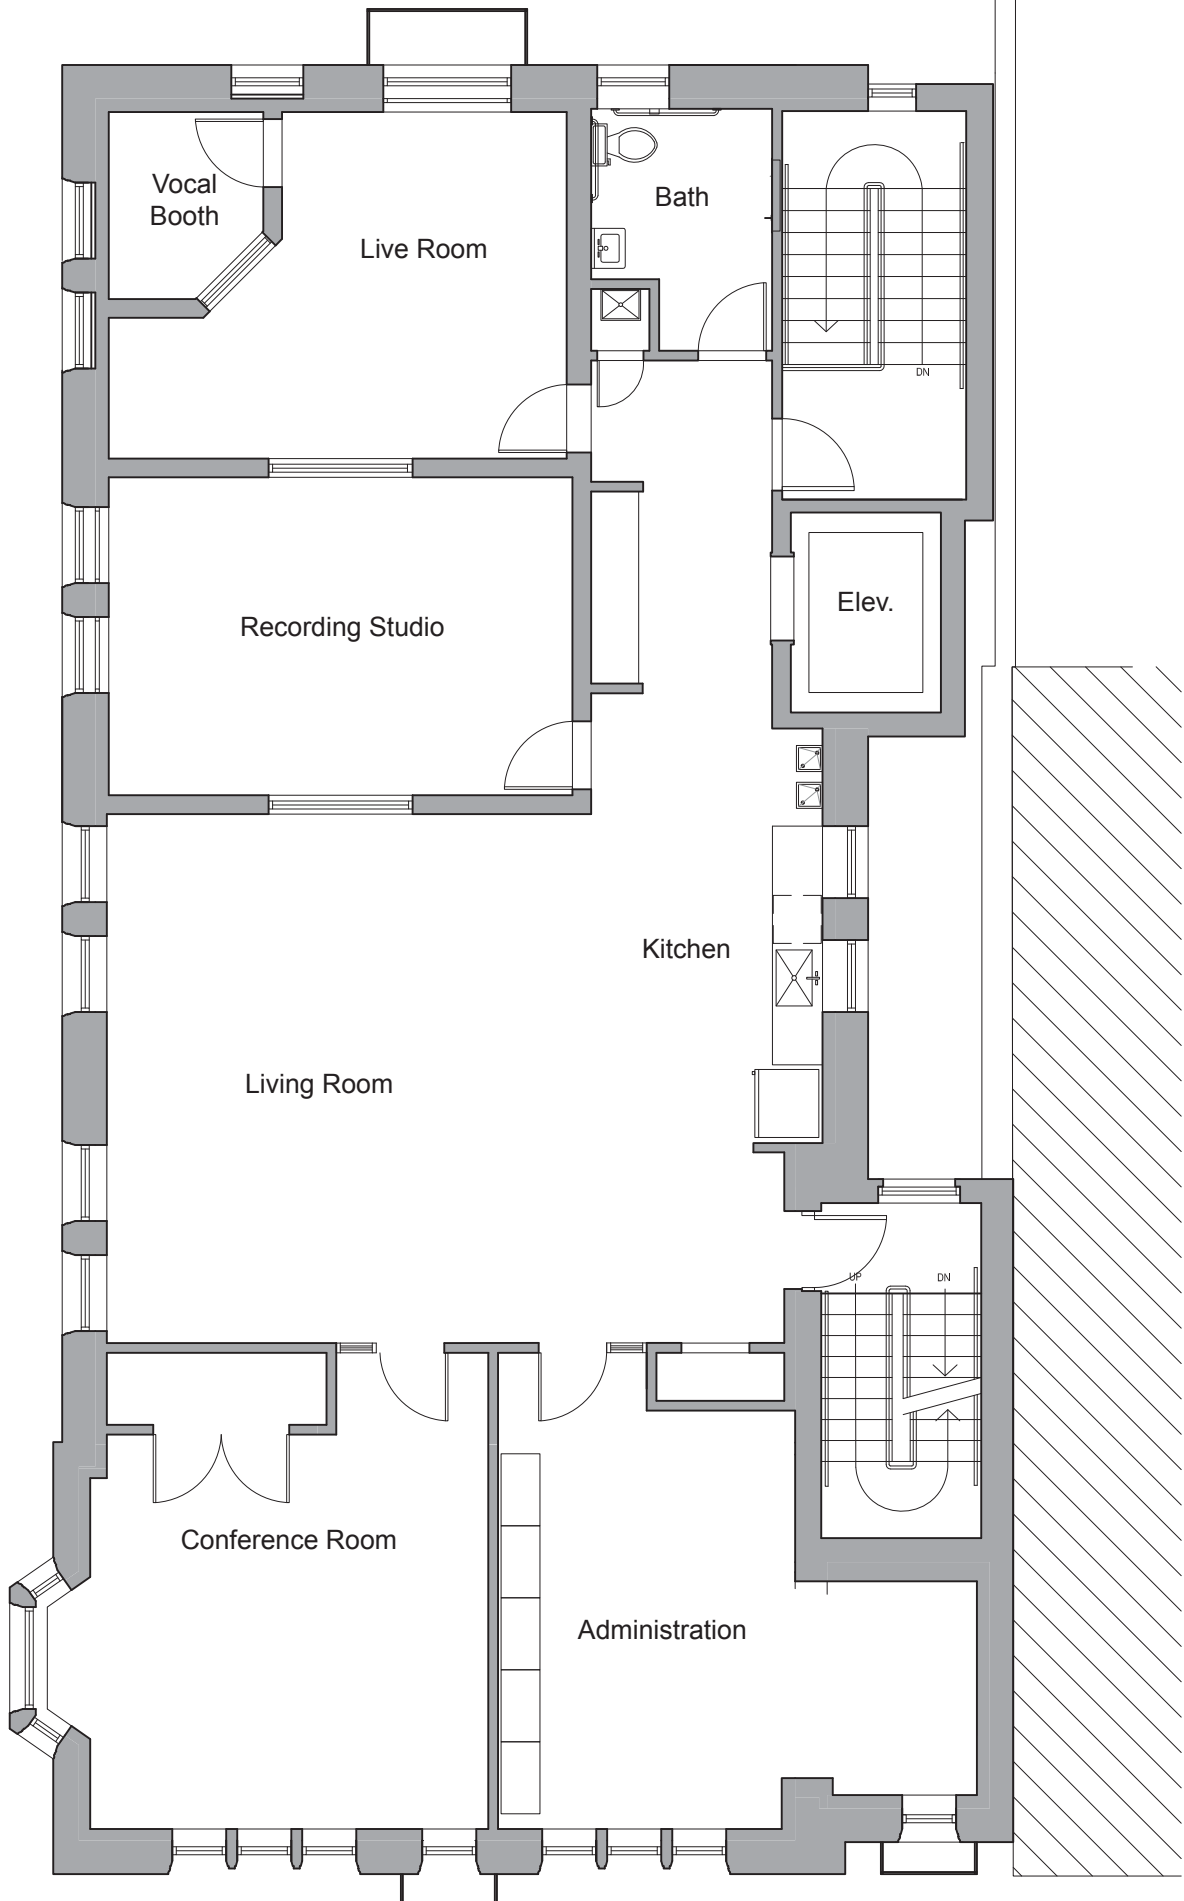 Vocal
Booth
Bath
Live Room
DN
Elev.
Recording Studio
Kitchen
Living Room
UP
DN
Conference Room
Administration